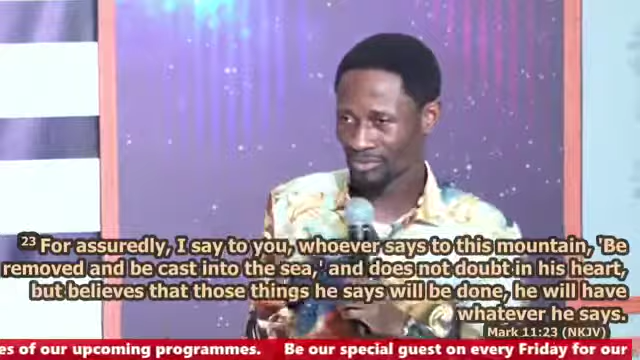 23 For assuredly, I say to you, whoever says to this mountain, 'Be
removed and be cast into the sea,' and does not doubt in his heart,
but believes that those things he says will be done, he will have
whatever he says.
Mark 11:23 (NKJV)
es of our upcoming programmes. Be our special guest on every Friday for our